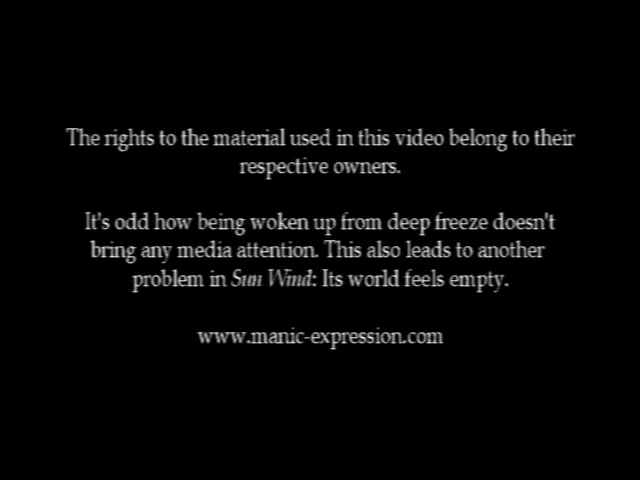 The rights to the material used in this video belong to their
respective owners.
It's odd how being woken up from deep freeze doesn't
bring any media attention. This also leads to another
problem in Sun Wind: Its world feels empty.
www.manic-expression.com